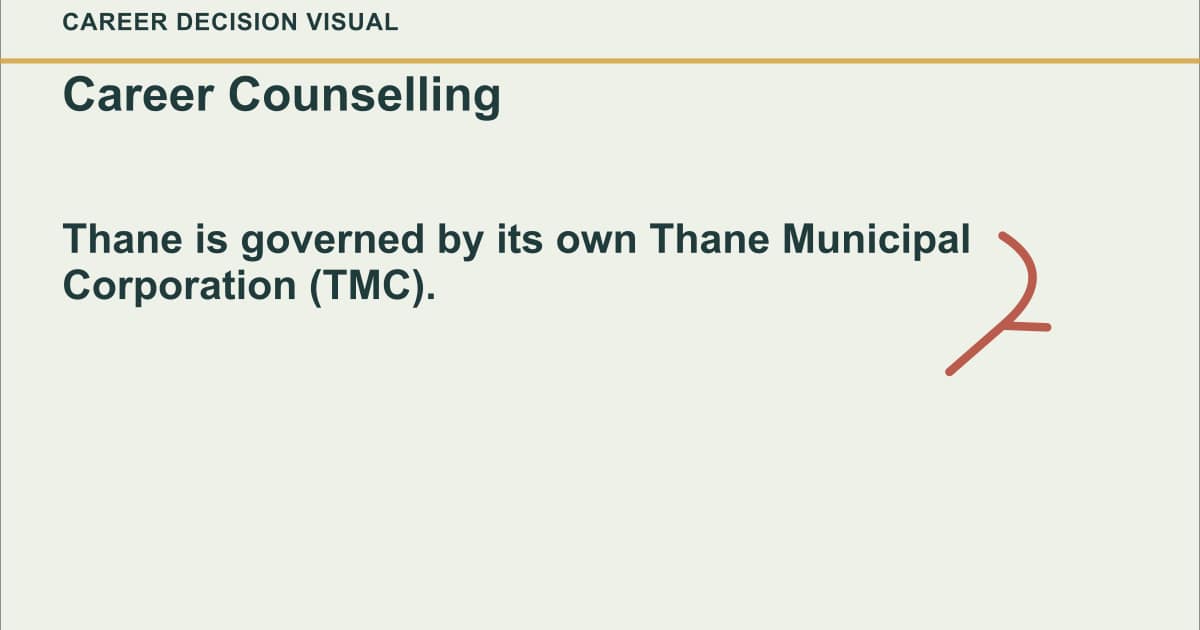 CAREER DECISION VISUAL
Career Counselling
Thane is governed by its own Thane Municipal
Corporation (TMC).